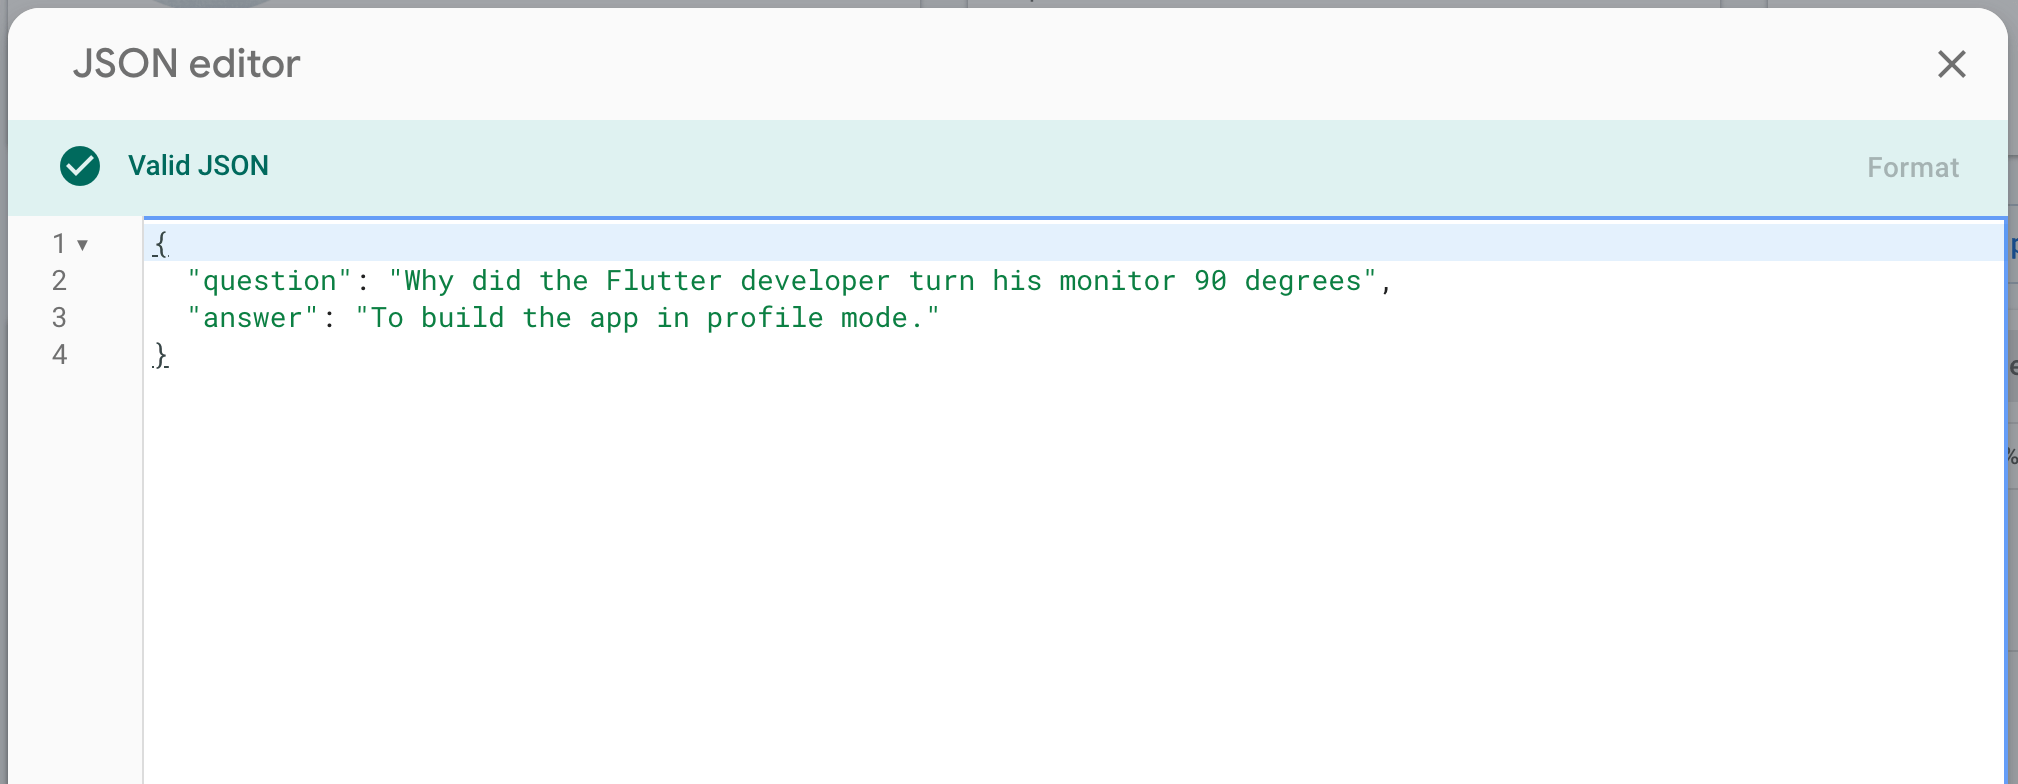 JSON editor
Valid JSON
Format
1 {
2 "question": "Why did the Flutter developer turn his monitor 90 degrees",
3 "answer": "To build the app in profile mode."
4 }
%